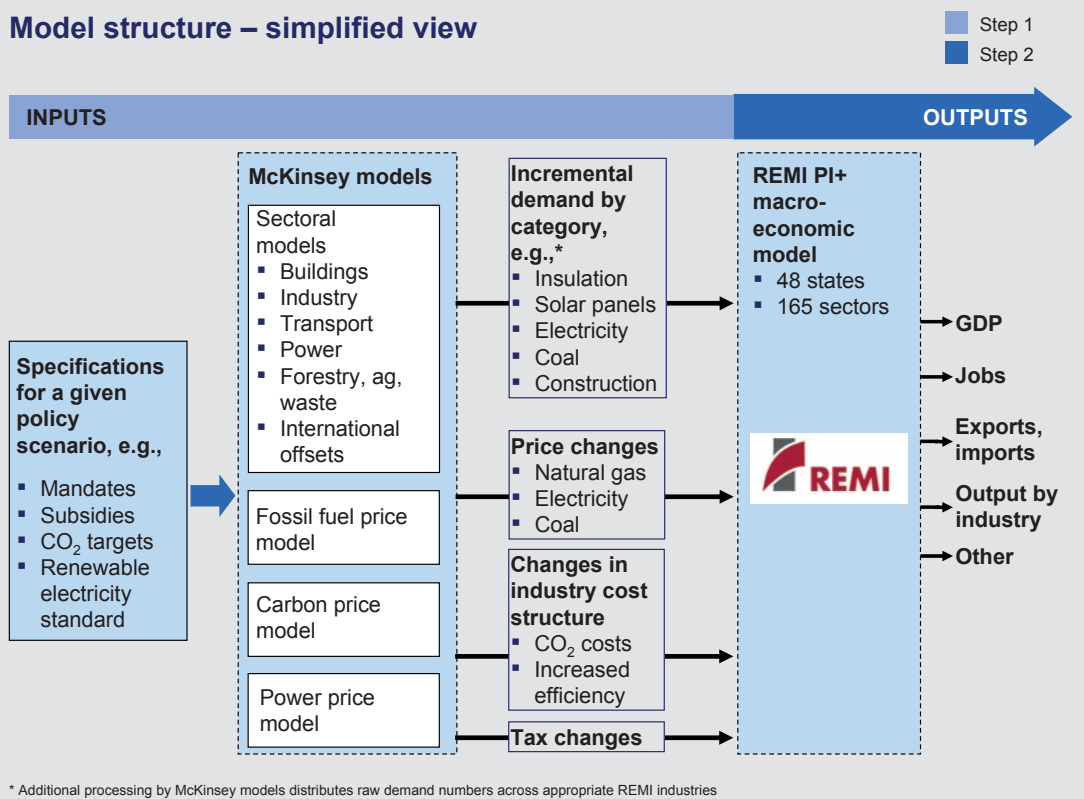 Model structure – simplified view
Step 1
Step 2
INPUTS
OUTPUTS
Specifications
for a given
policy
scenario, e.g.,
▪ Mandates
▪ Subsidies
▪ CO₂ targets
▪ Renewable
electricity
standard
McKinsey models
Sectoral
models
▪ Buildings
▪ Industry
▪ Transport
▪ Power
▪ Forestry, ag,
waste
▪ International
offsets
Fossil fuel price
model
Carbon price
model
Power price
model
Incremental
demand by
category,
e.g.,*
▪ Insulation
▪ Solar panels
▪ Electricity
▪ Coal
▪ Construction
Price changes
▪ Natural gas
▪ Electricity
▪ Coal
Changes in
industry cost
structure
▪ CO₂ costs
▪ Increased
efficiency
Tax changes
REMI PI+
macro-
economic
model
▪ 48 states
▪ 165 sectors
REMI
GDP
Jobs
Exports,
imports
Output by
industry
Other
* Additional processing by McKinsey models distributes raw demand numbers across appropriate REMI industries